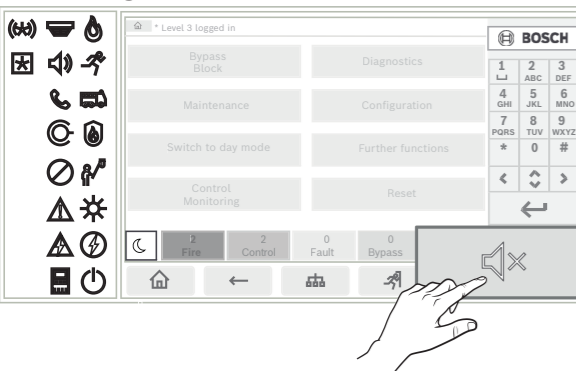 * Level 3 logged in
Bypass
Block
Diagnostics
Maintenance
Configuration
Switch to day mode
Further functions
Control
Monitoring
Reset
2
Fire
2
Control
0
Fault
0
Bypass
BOSCH
1
2
ABC
3
DEF
4
GHI
5
JKL
6
MNO
7
PQRS
8
TUV
9
WXYZ
*
0
#